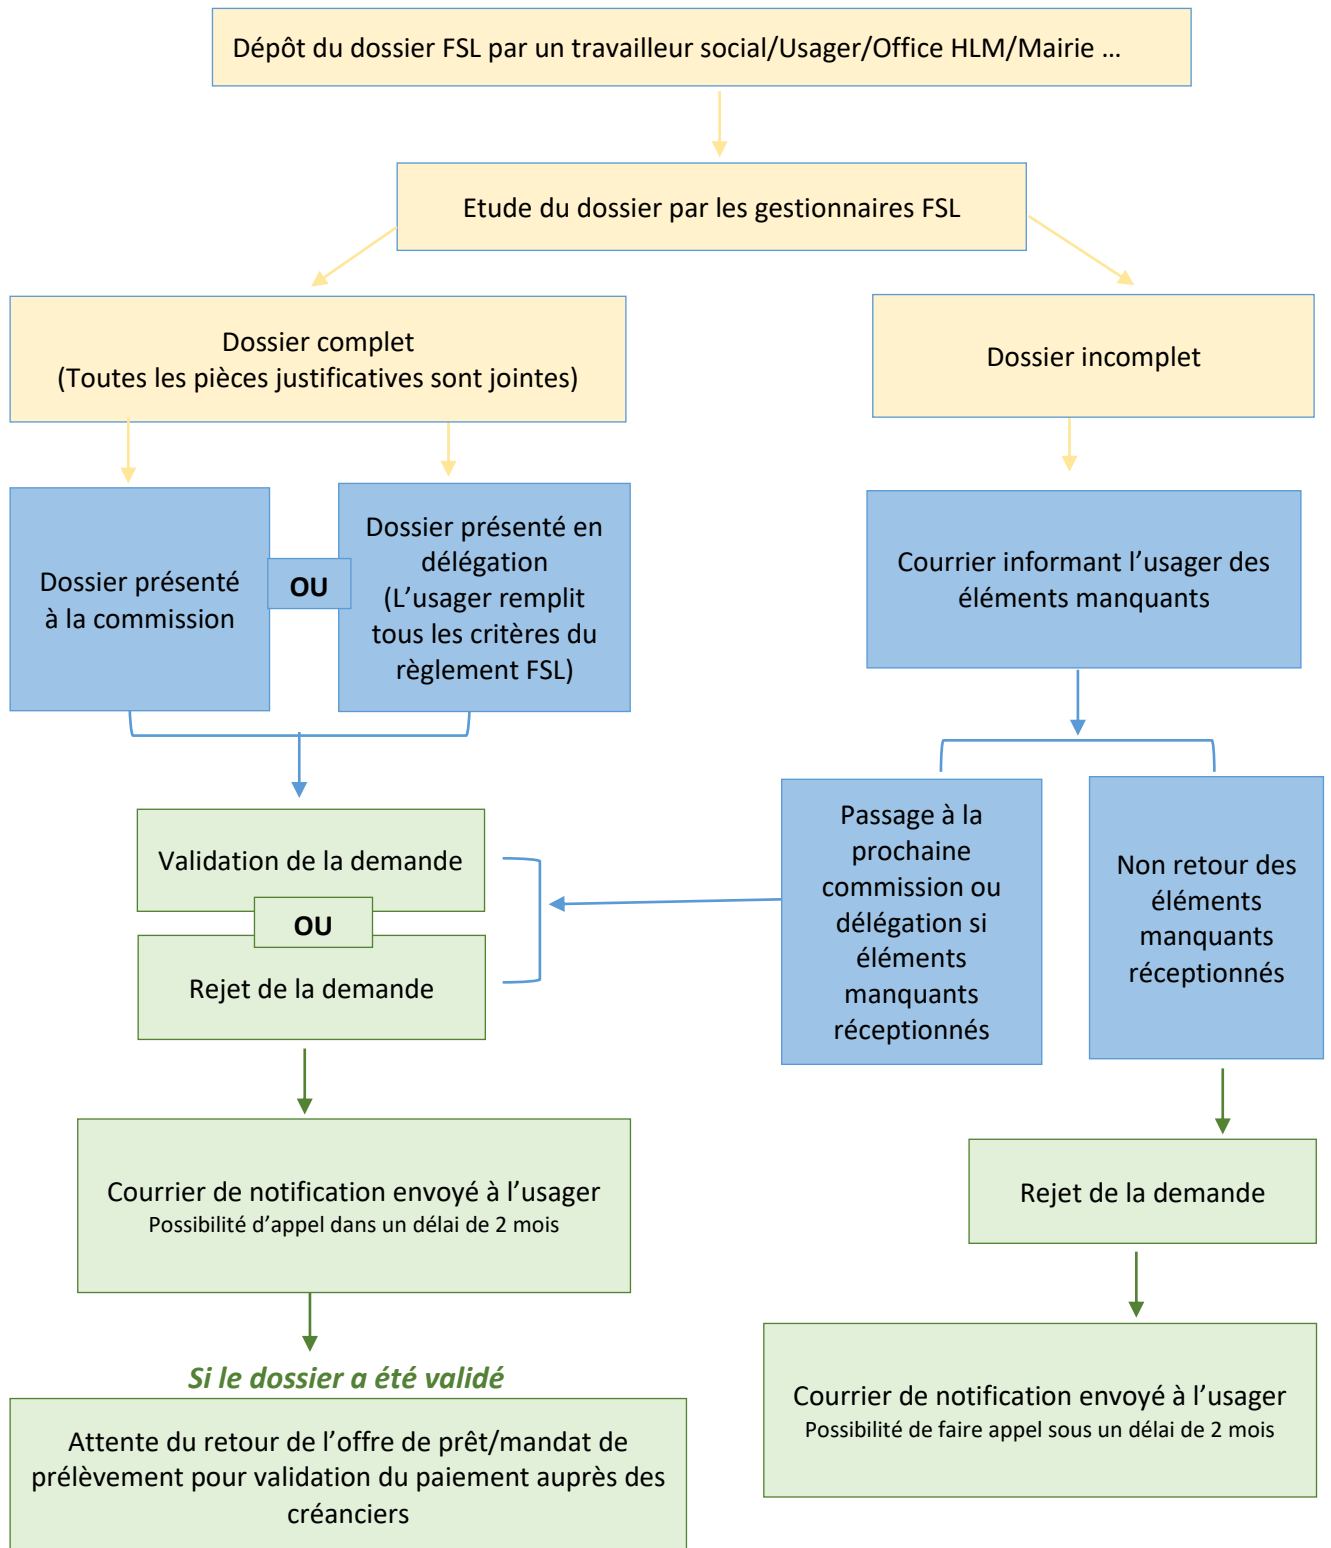 Dépôt du dossier FSL par un travailleur social/Usager/Office HLM/Mairie ...
Etude du dossier par les gestionnaires FSL
Dossier complet
(Toutes les pièces justificatives sont jointes)
Dossier incomplet
Dossier présenté
à la commission
OU
Dossier présenté en
délégation
(L’usager remplit
tous les critères du
règlement FSL)
Courrier informant l’usager des
éléments manquants
Validation de la demande
OU
Rejet de la demande
Passage à la
prochaine
commission ou
délégation si
éléments
manquants
réceptionnés
Non retour des
éléments
manquants
réceptionnés
Courrier de notification envoyé à l’usager
Possibilité d’appel dans un délai de 2 mois
Rejet de la demande
Si le dossier a été validé
Attente du retour de l’offre de prêt/mandat de
prélèvement pour validation du paiement auprès des
créanciers
Courrier de notification envoyé à l’usager
Possibilité de faire appel sous un délai de 2 mois